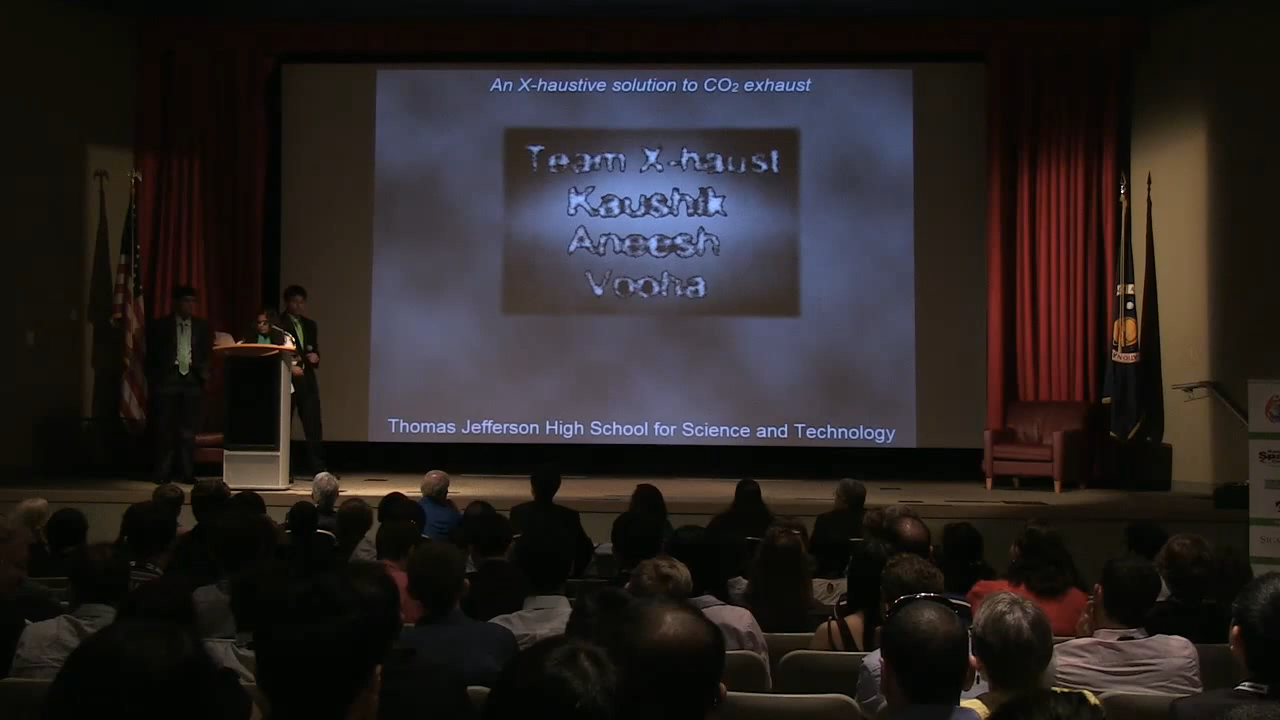 An X-haustive solution to CO₂ exhaust
Team X-haust
Kaushik
Aneesh
Vooha
Thomas Jefferson High School for Science and Technology